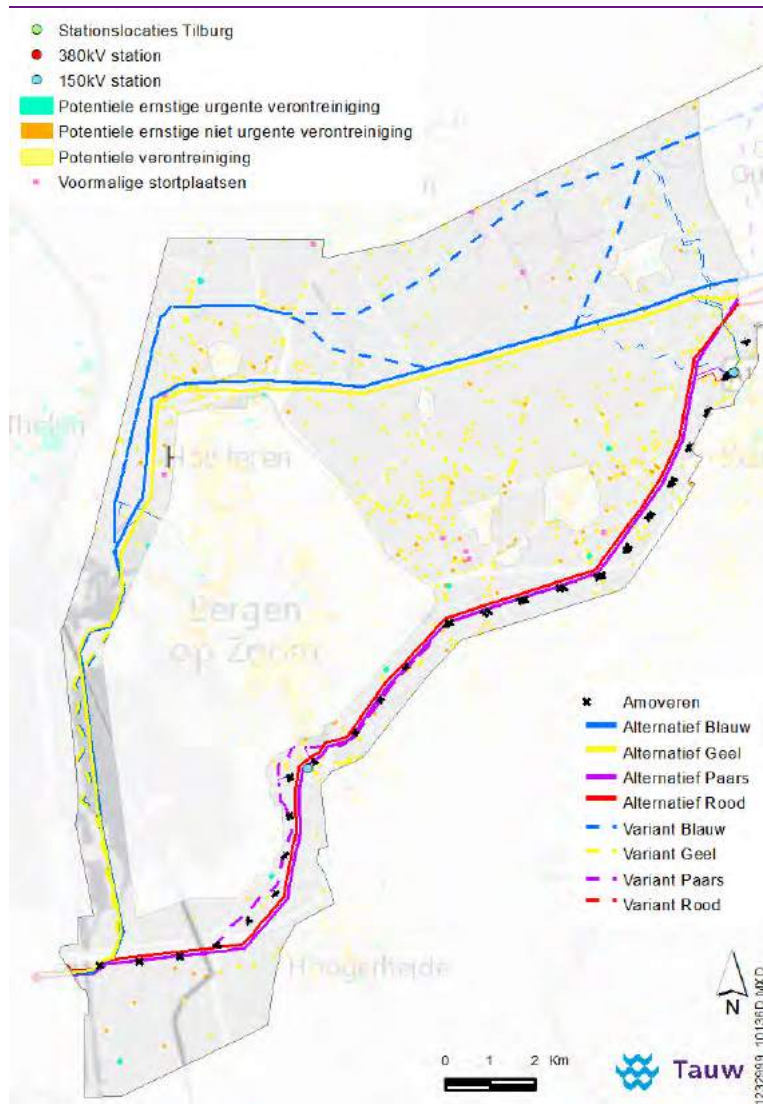 Stationslocaties Tilburg
380kV station
150kV station
Potentiele ernstige urgente verontreiniging
Potentiele ernstige niet urgente verontreiniging
Potentiele verontreiniging
Voormalige stortplaatsen
Bergen
op Zoom
Amoveren
Alternatief Blauw
Alternatief Geel
Alternatief Paars
Alternatief Rood
Variant Blauw
Variant Geel
Variant Paars
Variant Rood
Hoogerheide
N
0 1 2 Km
Tauw